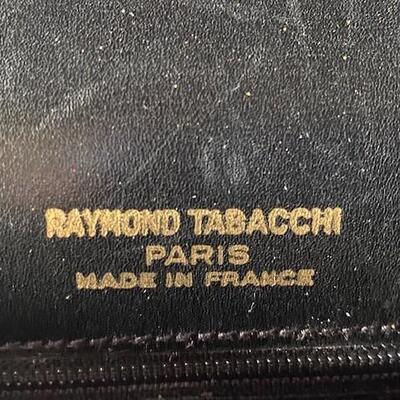 RAYMOND TABACCHI
PARIS
MADE IN FRANCE